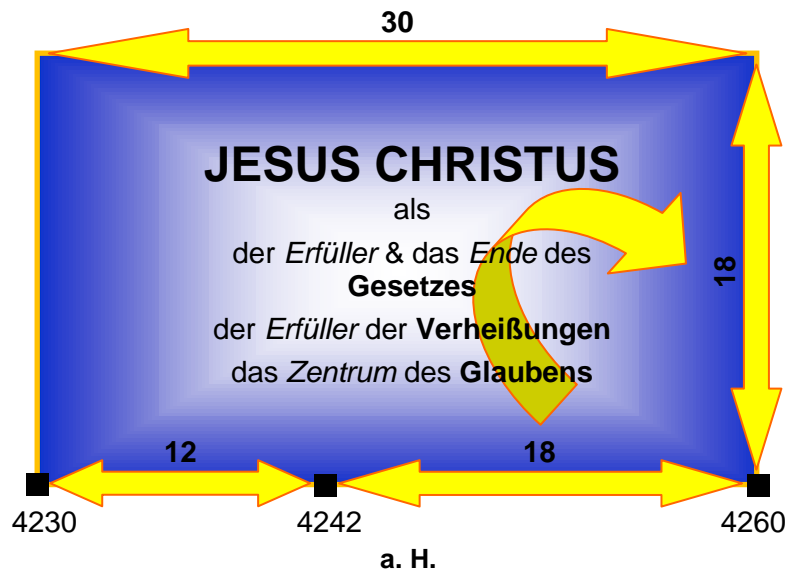 30
JESUS CHRISTUS
als
der Erfüller & das Ende des
Gesetzes
der Erfüller der Verheißungen
das Zentrum des Glaubens
18
12
18
4230
4242
4260
a. H.